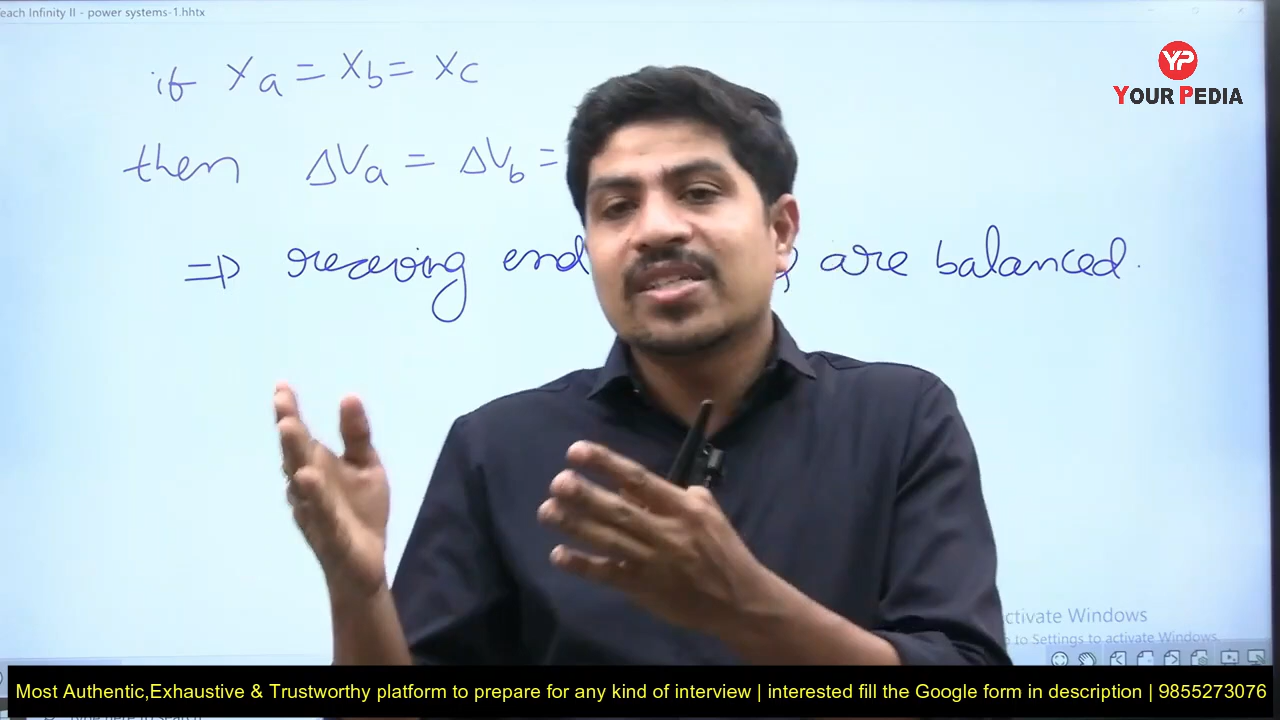 each Infinity II - power systems-1.hhtx
YP
YOUR PEDIA
if Xa = Xb = Xc
then ΔVa = ΔVb =
⇒ receiving end are balanced.
ctivate Windows
to Settings to activate Windows.
Most Authentic,Exhaustive & Trustworthy platform to prepare for any kind of interview | interested fill the Google form in description | 9855273076